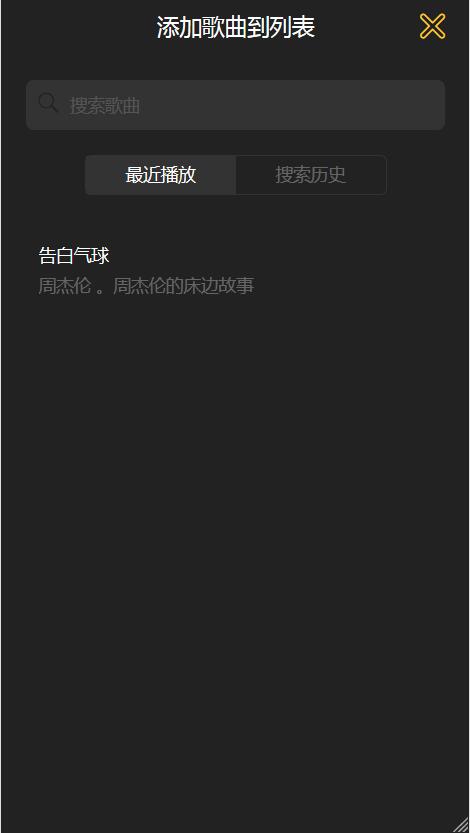 添加歌曲到列表
搜索歌曲
最近播放 搜索历史
告白气球
周杰伦 。周杰伦的床边故事